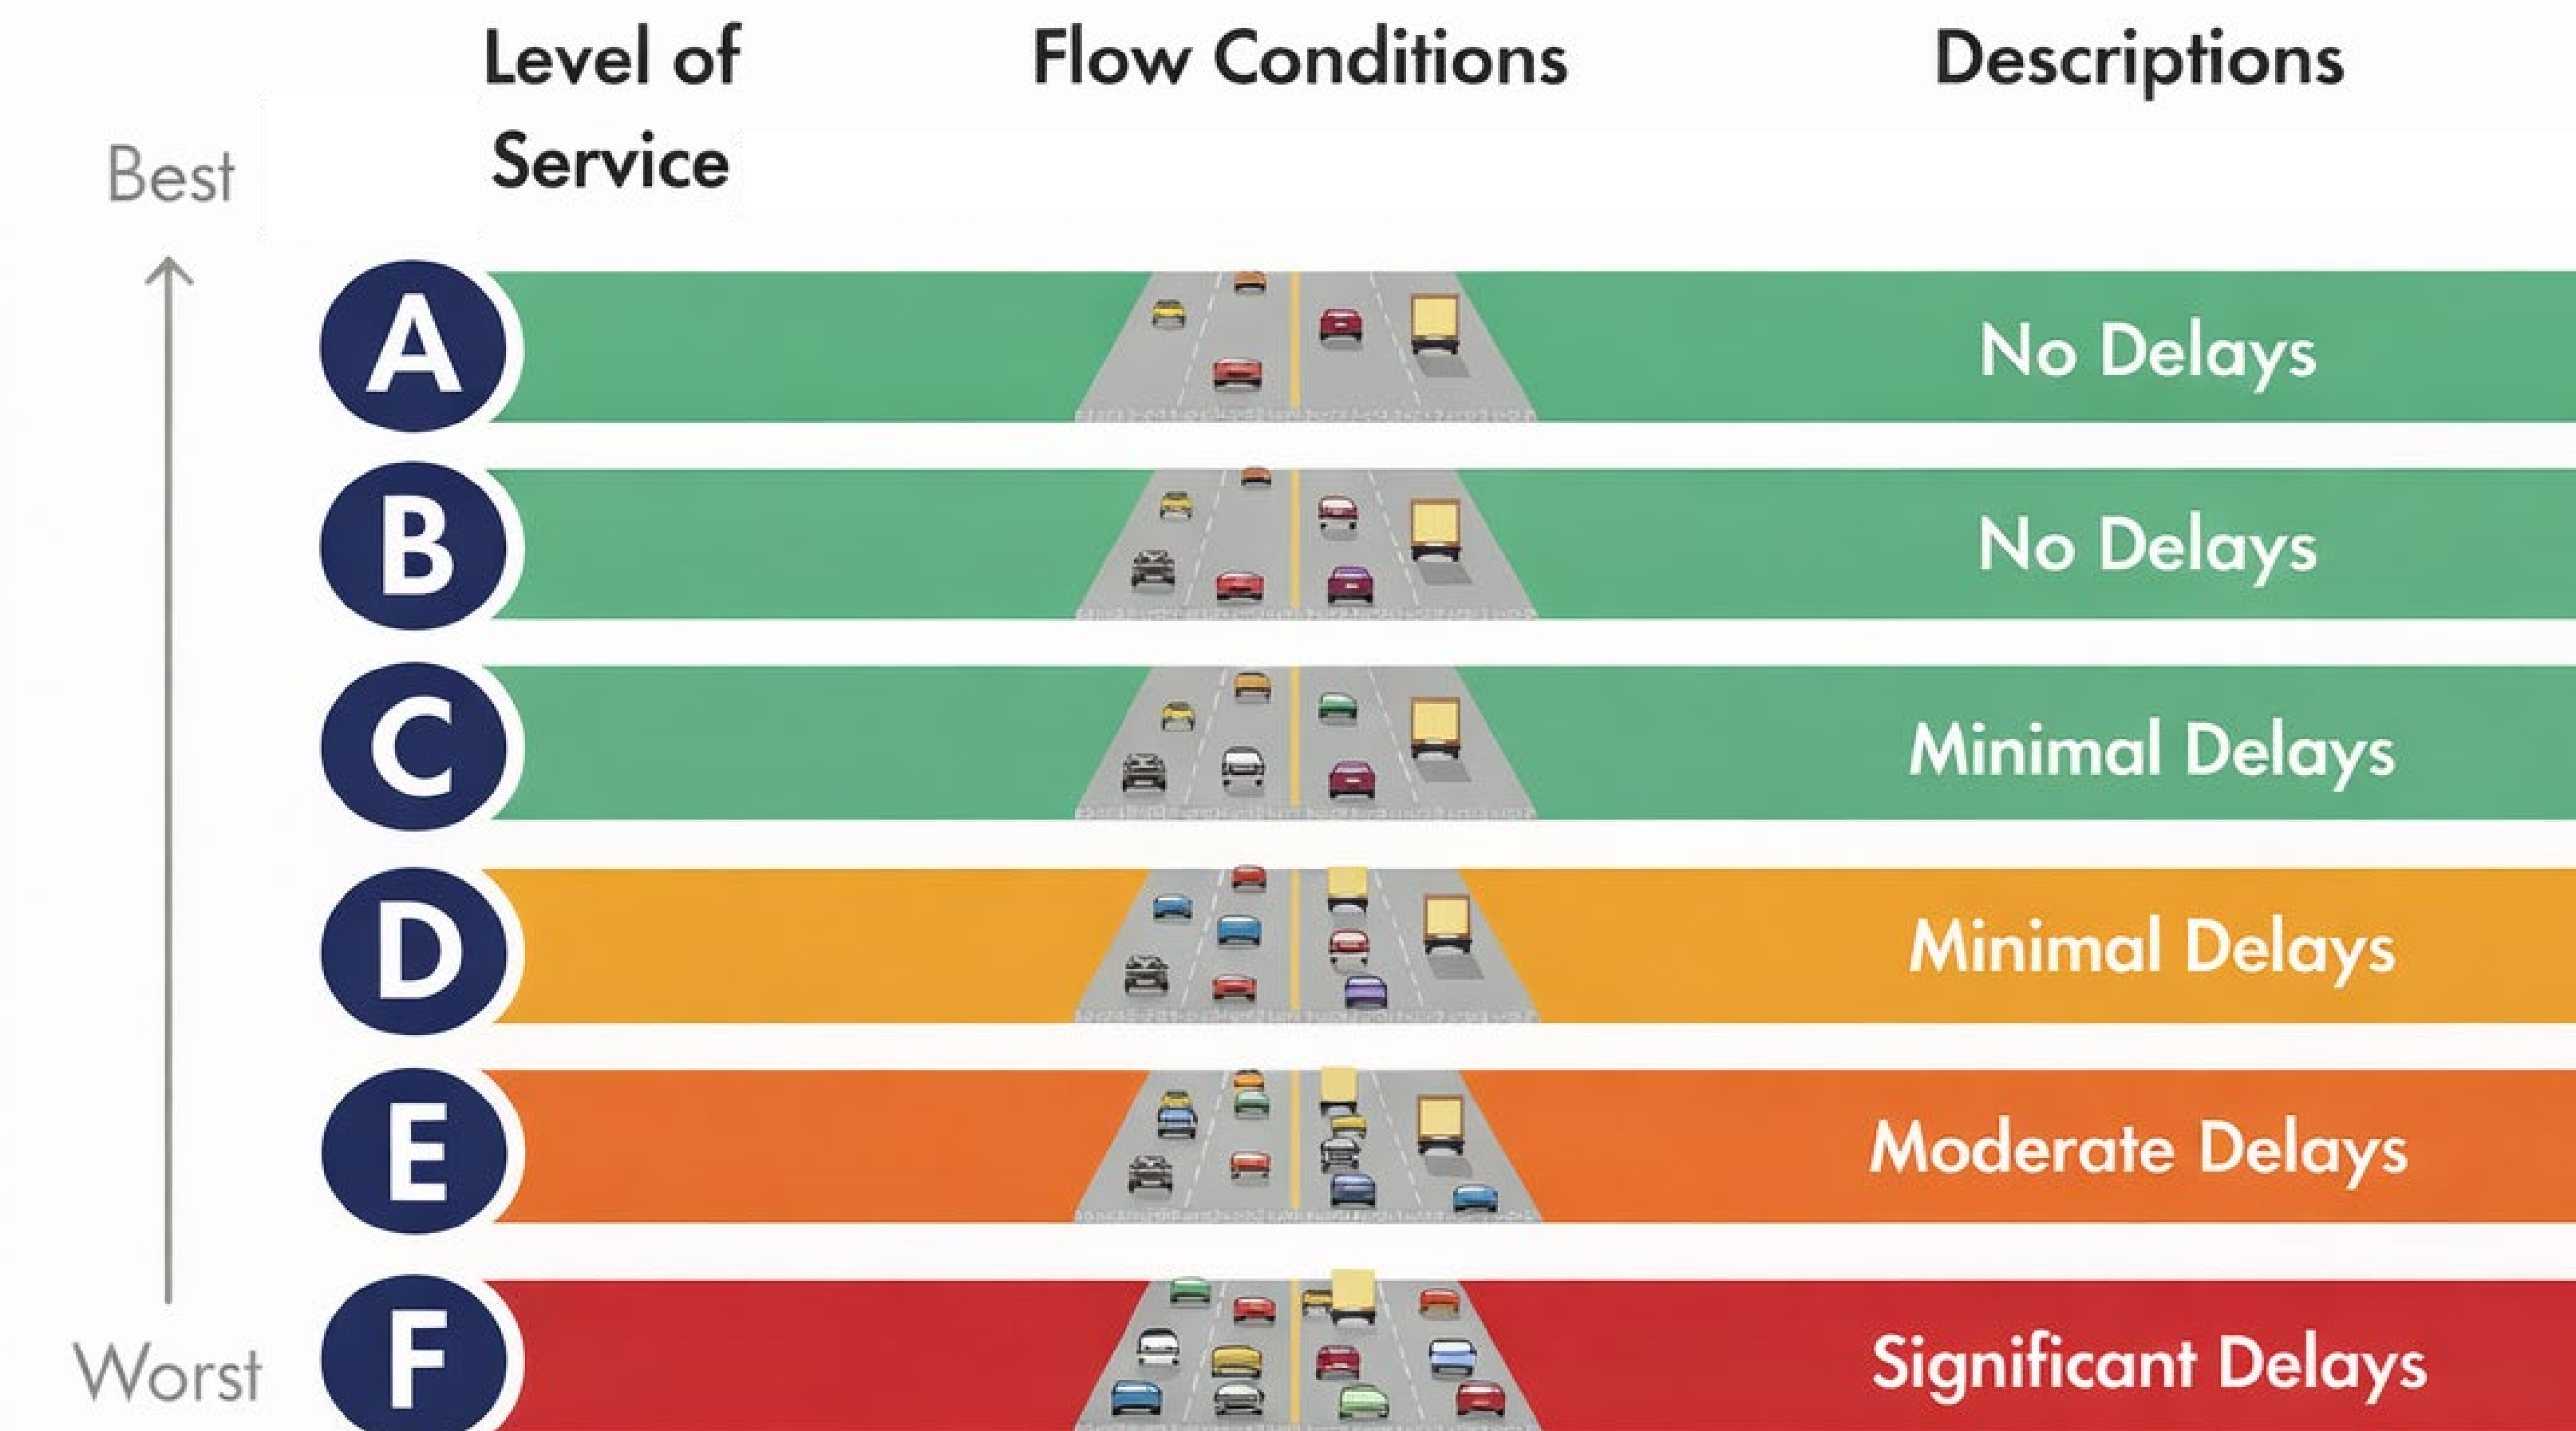 Level of
Service
Flow Conditions
Descriptions
Best
A
No Delays
B
No Delays
C
Minimal Delays
D
Minimal Delays
E
Moderate Delays
F
Significant Delays
Worst